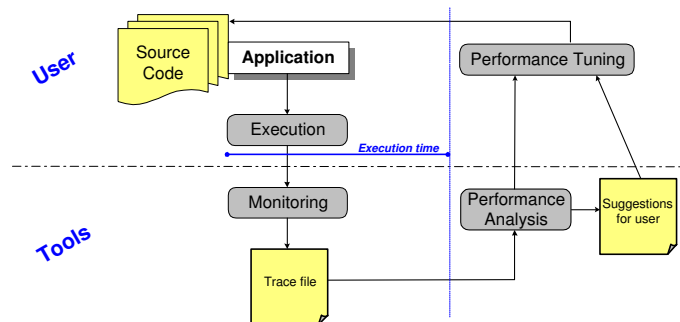 User
Source
Code
Application
Performance Tuning
Execution
Execution time
Tools
Monitoring
Performance
Analysis
Suggestions
for user
Trace file